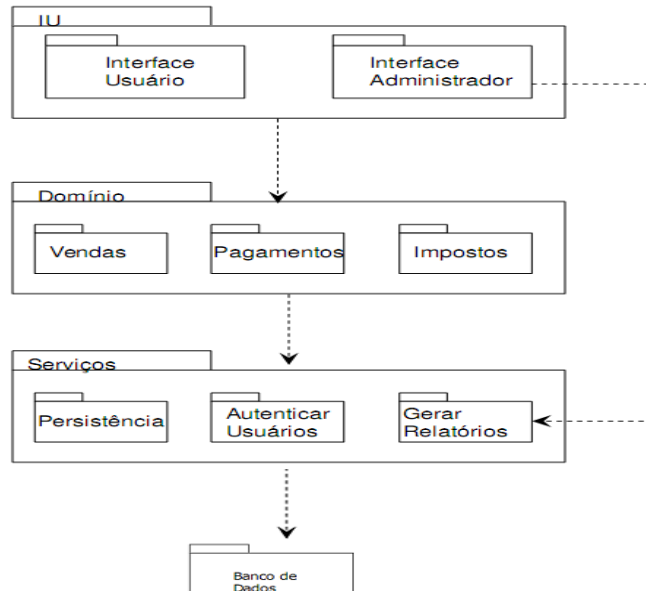 IU
Interface
Usuário
Interface
Administrador
Domínio
Vendas
Pagamentos
Impostos
Serviços
Persistência
Autenticar
Usuários
Gerar
Relatórios
Banco de
Dados